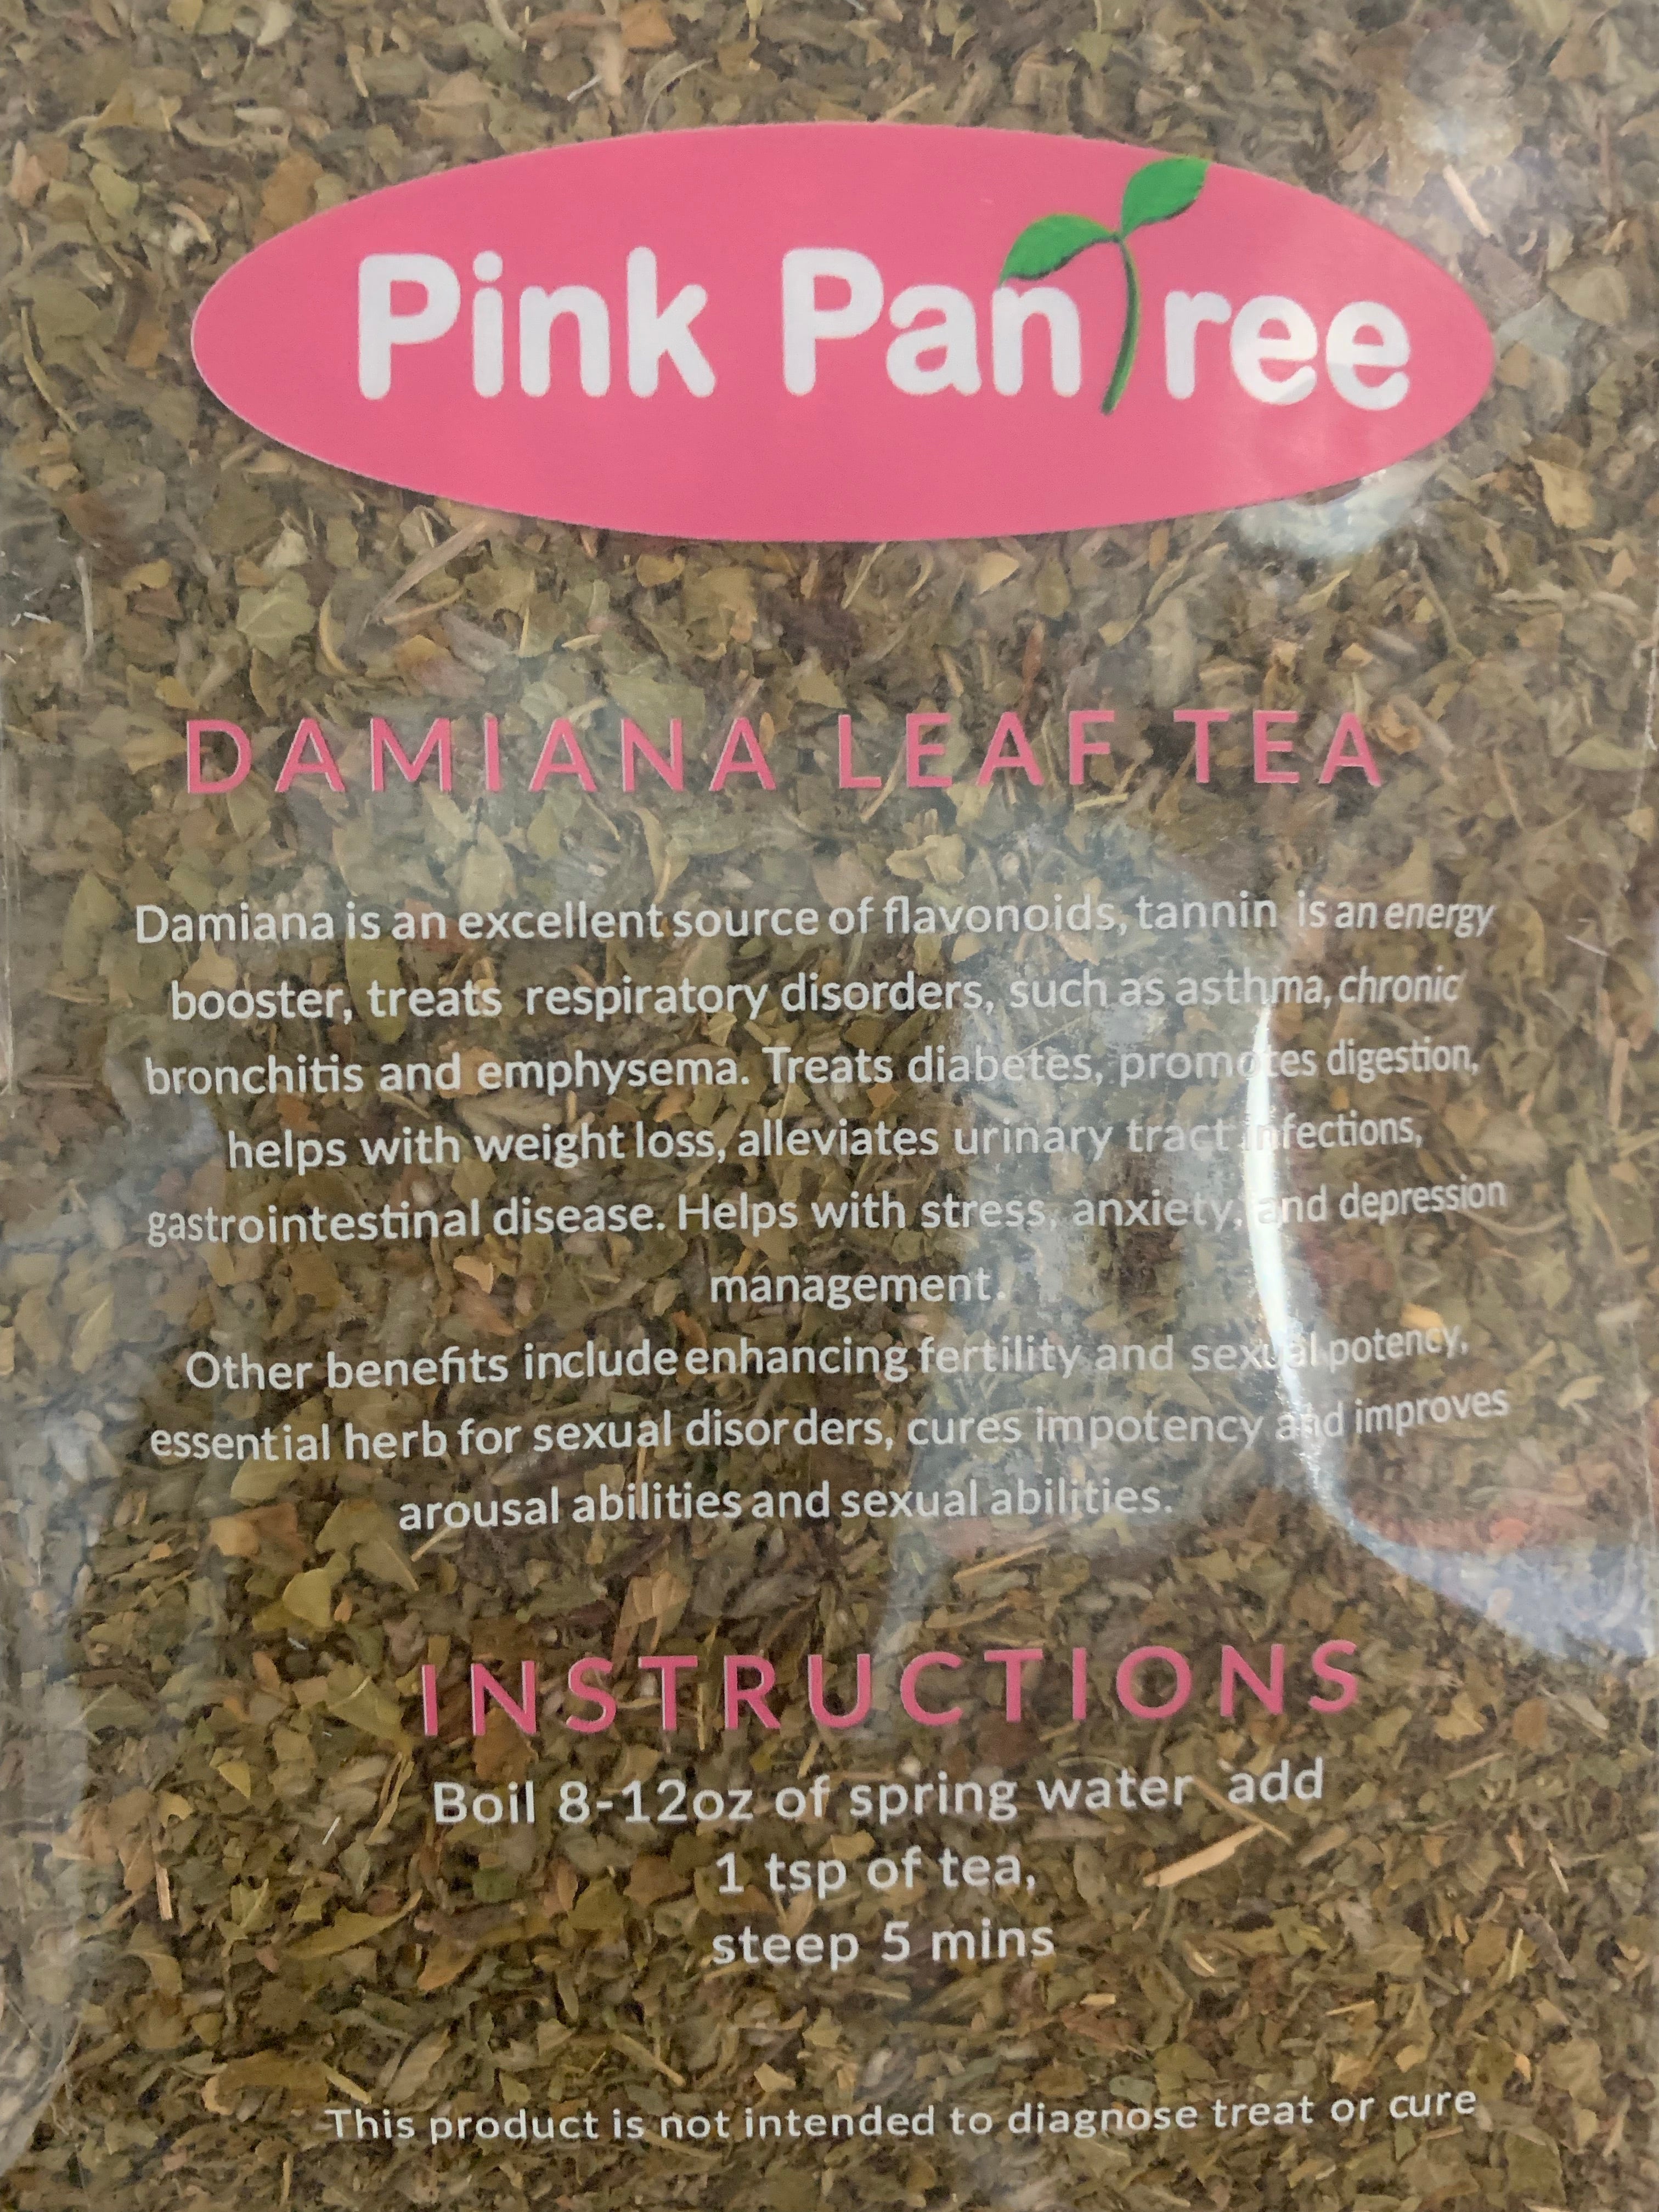 Pink PanTree
DAMIANA LEAF TEA
Damiana is an excellent source of flavonoids, tannin is an energy
booster, treats respiratory disorders, such as asthma, chronic
bronchitis and emphysema. Treats diabetes, promotes digestion,
helps with weight loss, alleviates urinary tract infections,
gastrointestinal disease. Helps with stress, anxiety, and depression
management.
Other benefits include enhancing fertility and sexual potency,
essential herb for sexual disorders, cures impotency and improves
arousal abilities and sexual abilities.
INSTRUCTIONS
Boil 8-12oz of spring water add
1 tsp of tea,
steep 5 mins
This product is not intended to diagnose treat or cure